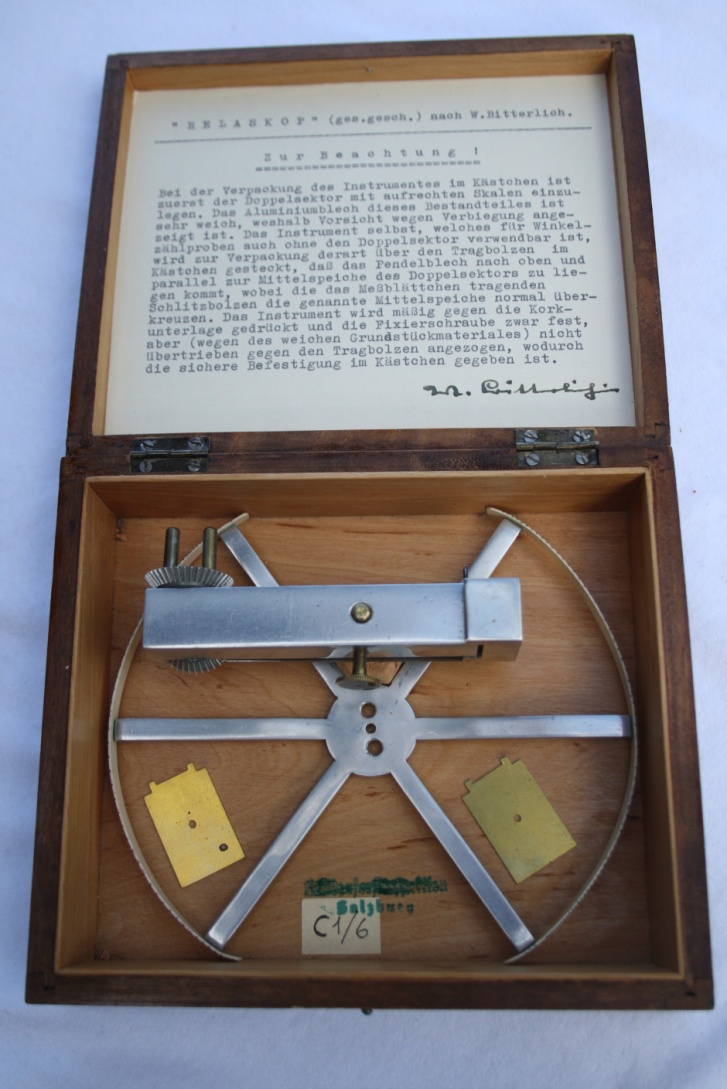 " R E L A S K O P " (ges.gesch.) nach W.Bitterlich.
Z u r   B e a c h t u n g   !
Bei der Verpackung des Instrumentes im Kästchen ist
zuerst der Doppelsektor mit aufrechten Skalen einzu-
legen. Das Aluminiumblech dieses Bestandteiles ist
sehr weich, weshalb Vorsicht wegen Verbiegung ange-
zeigt ist. Das Instrument selbst, welches für Winkel-
zählproben auch ohne den Doppelsektor verwendbar ist,
wird zur Verpackung derart über den Tragbolzen im
Kästchen gesteckt, daß das Pendelblech nach oben und
parallel zur Mittelspeiche des Doppelsektors zu lie-
gen kommt, wobei die das Meßblättchen tragenden
Schlitzbolzen die genannte Mittelspeiche normal über-
kreuzen. Das Instrument wird mäßig gegen die Kork-
unterlage gedrückt und die Fixierschraube zwar fest,
aber (wegen des weichen Grundstückmateriales) nicht
übertrieben gegen den Tragbolzen angezogen, wodurch
die sichere Befestigung im Kästchen gegeben ist.
W. Bitterlich
Salzburg
C 1/6